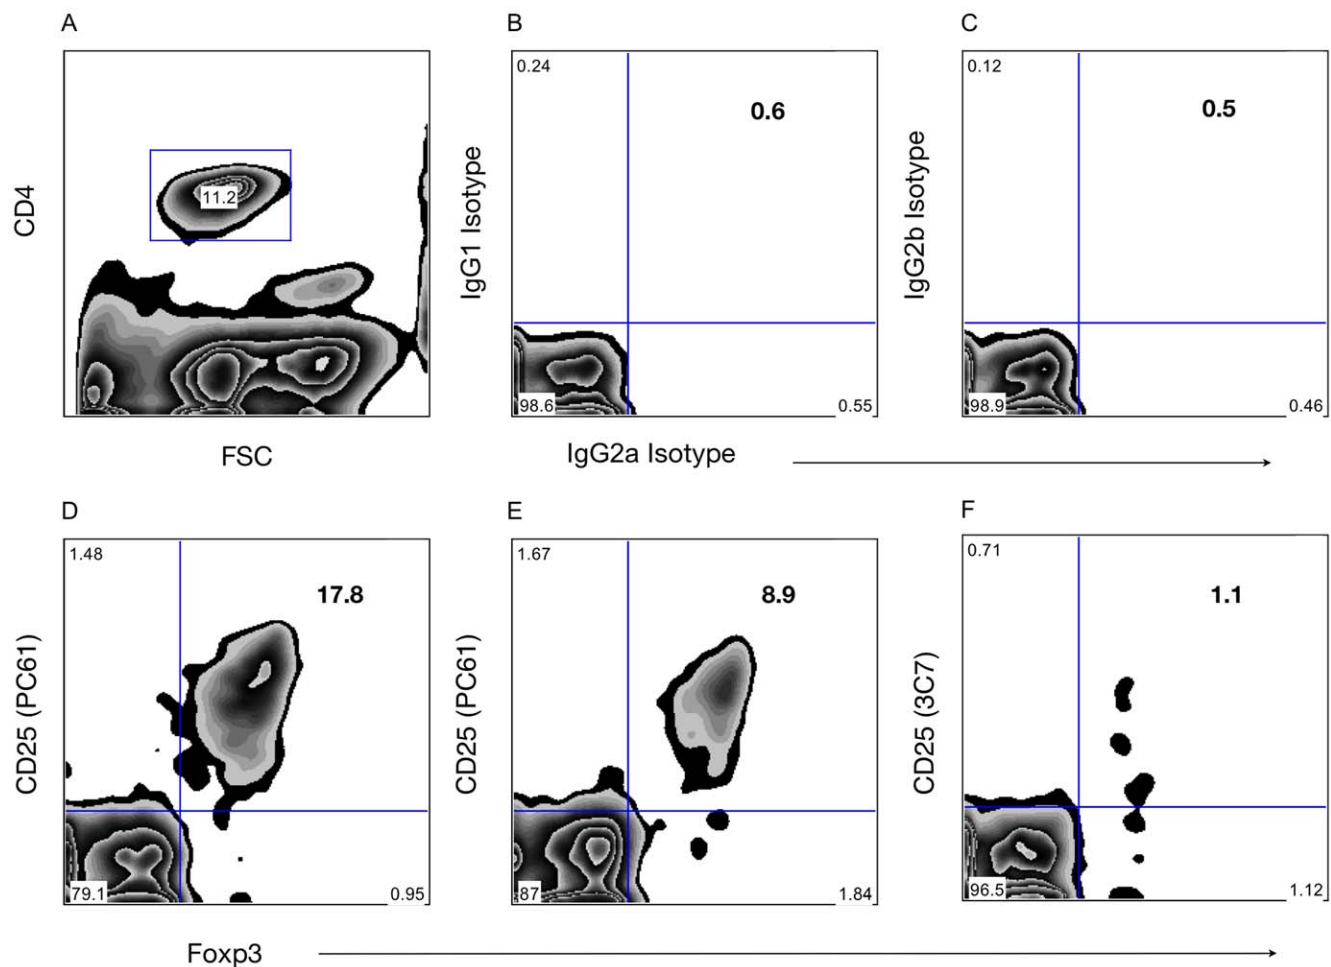 A
B
C
CD4
11.2
FSC
IgG1 Isotype
0.24
0.6
98.6
0.55
IgG2a Isotype
IgG2b Isotype
0.12
0.5
98.9
0.46
D
E
F
CD25 (PC61)
1.48
17.8
79.1
0.95
CD25 (PC61)
1.67
8.9
87
1.84
CD25 (3C7)
0.71
1.1
96.5
1.12
Foxp3